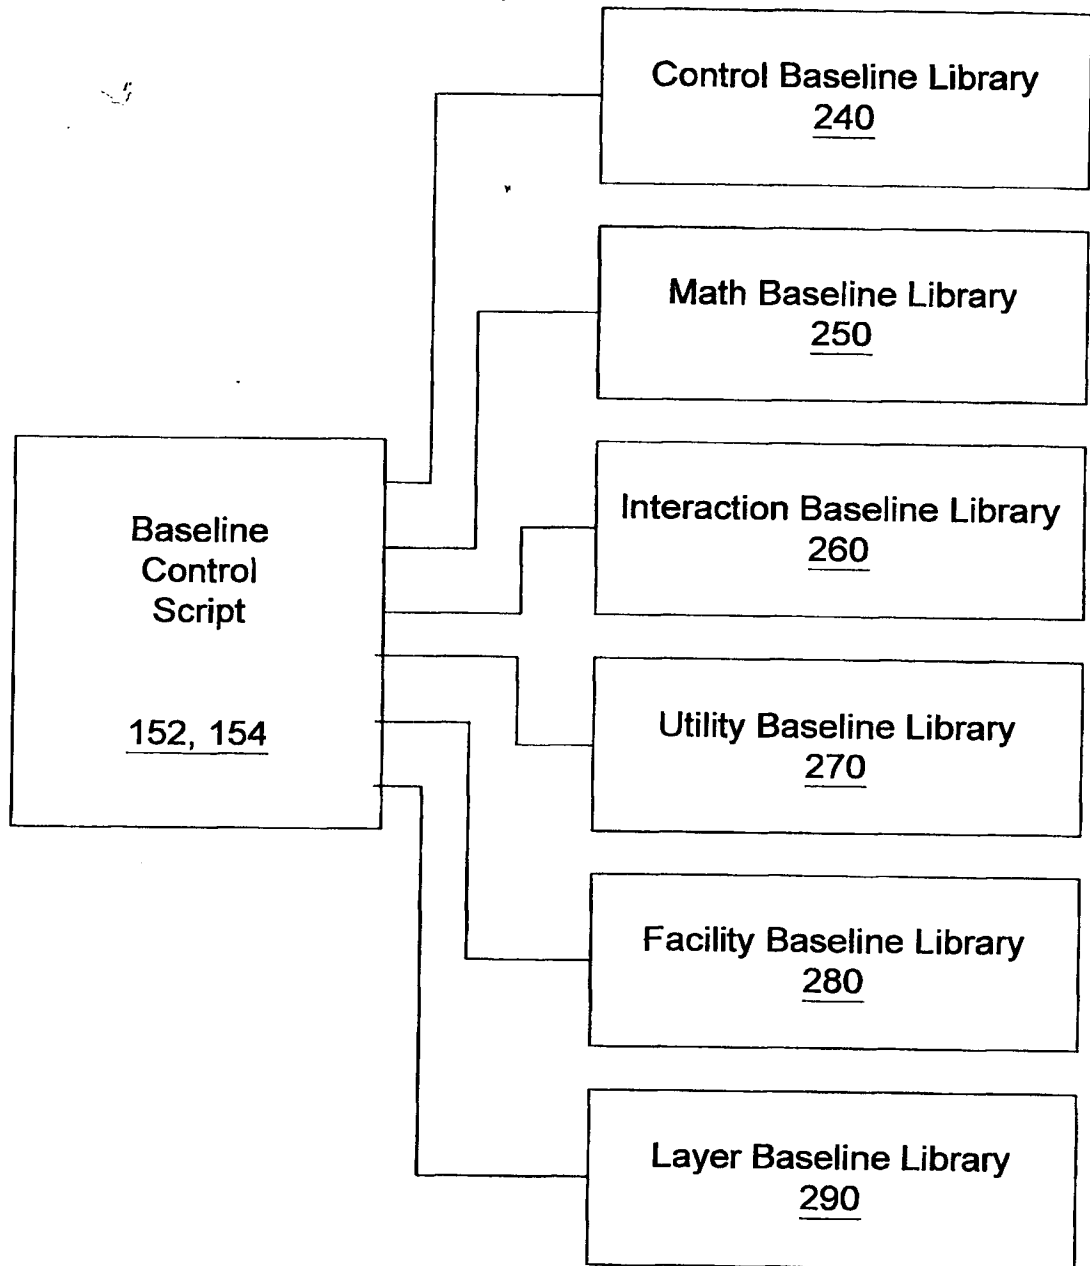 Control Baseline Library
240
Math Baseline Library
250
Interaction Baseline Library
260
Baseline
Control
Script
152, 154
Utility Baseline Library
270
Facility Baseline Library
280
Layer Baseline Library
290